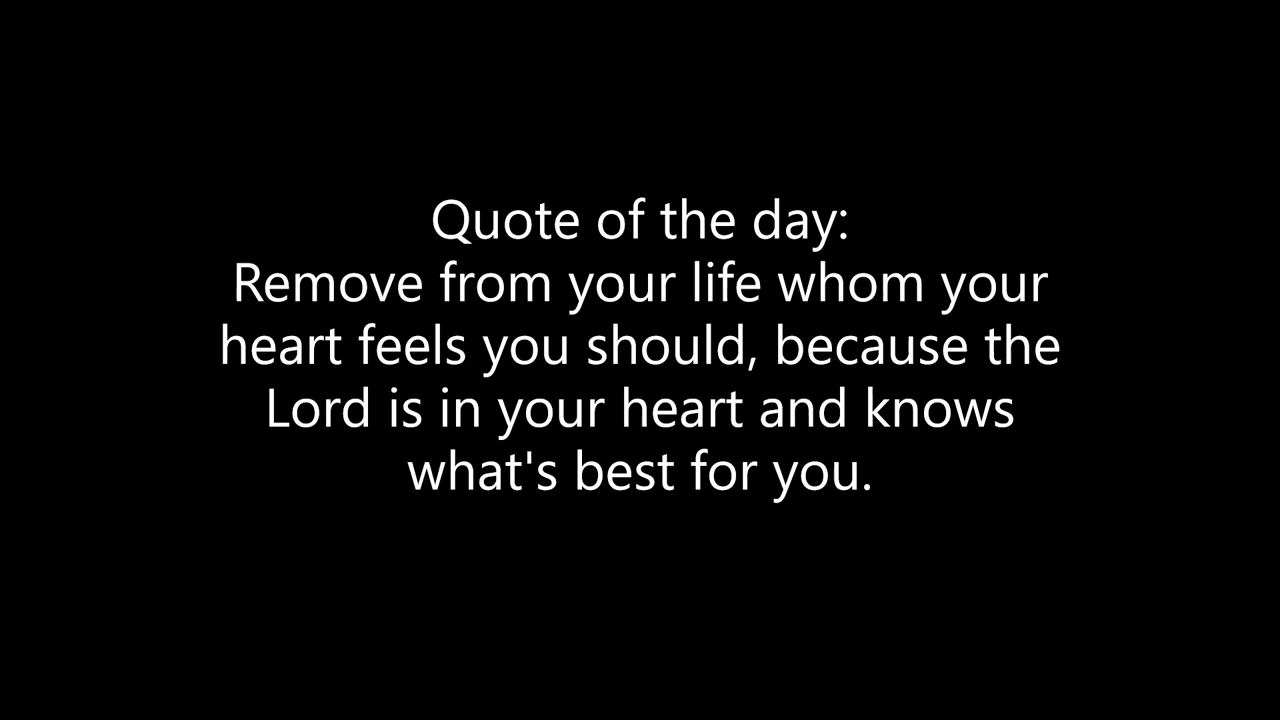 Quote of the day:
Remove from your life whom your
heart feels you should, because the
Lord is in your heart and knows
what's best for you.